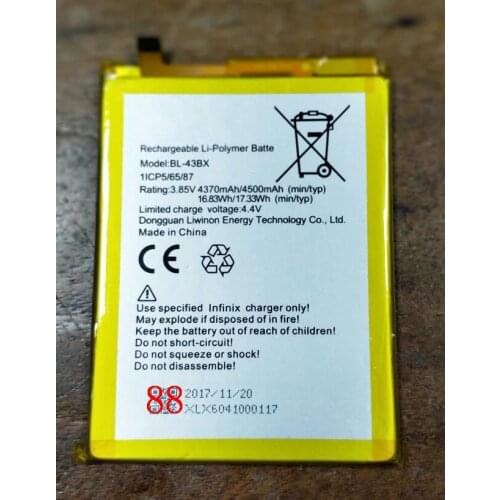 Rechargeable Li-Polymer Batte
Model:BL-43BX
1ICP5/65/87
Rating:3.85V 4370mAh/4500mAh (min/typ)
16.83Wh/17.33Wh (min/typ)
Limited charge voltage:4.4V
Dongguan Liwinon Energy Technology Co., Ltd.
Made in China
CE
Use specified Infinix charger only!
May explode if disposed of in fire!
Keep the battery out of reach of children!
Do not short-circuit!
Do not squeeze or shock!
Do not disassemble!
88 2017/11/20
XLX6041000117